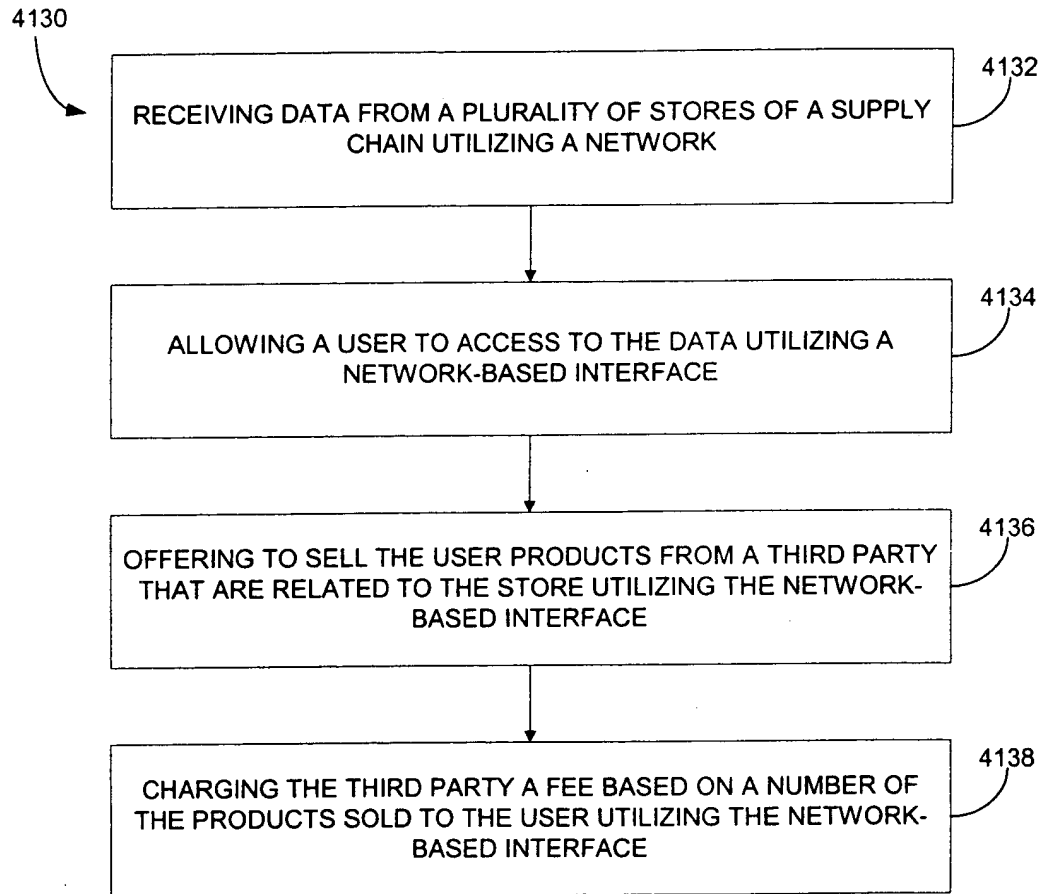 4130
4132
RECEIVING DATA FROM A PLURALITY OF STORES OF A SUPPLY
CHAIN UTILIZING A NETWORK
4134
ALLOWING A USER TO ACCESS TO THE DATA UTILIZING A
NETWORK-BASED INTERFACE
4136
OFFERING TO SELL THE USER PRODUCTS FROM A THIRD PARTY
THAT ARE RELATED TO THE STORE UTILIZING THE NETWORK-
BASED INTERFACE
4138
CHARGING THE THIRD PARTY A FEE BASED ON A NUMBER OF
THE PRODUCTS SOLD TO THE USER UTILIZING THE NETWORK-
BASED INTERFACE